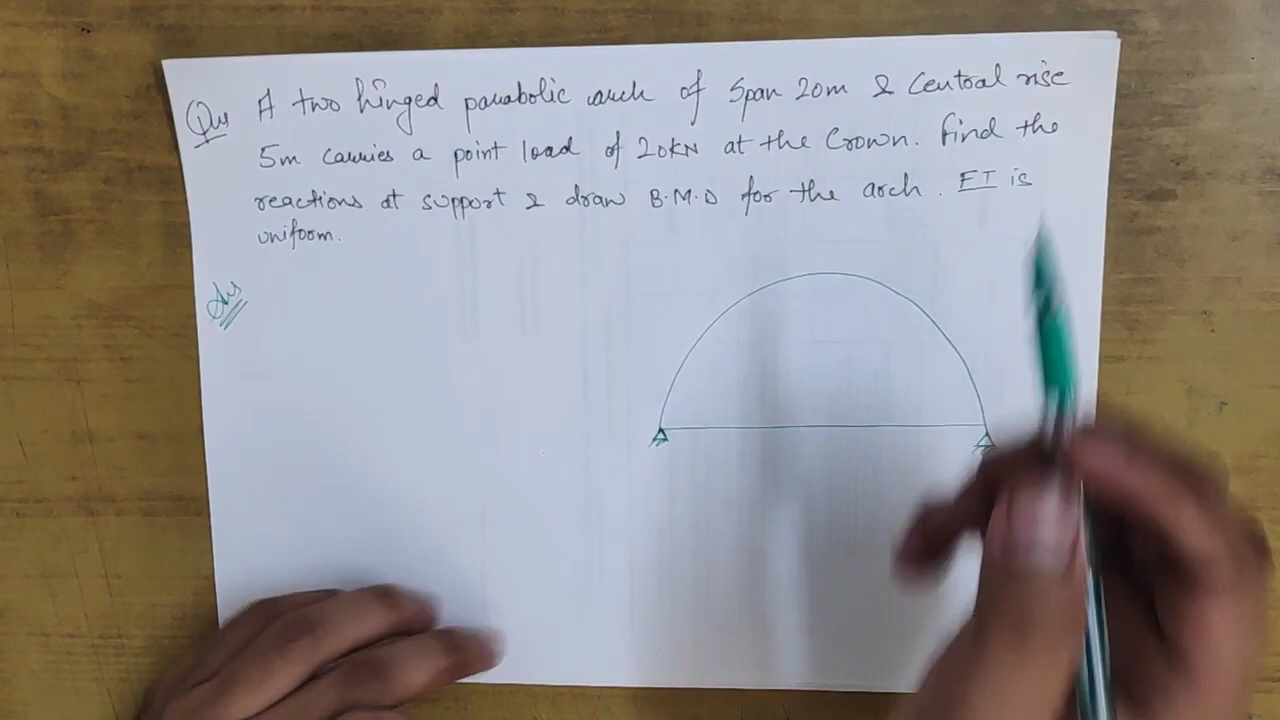 Qus A two hinged parabolic arch of Span 20m & Central rise
5m carries a point load of 20KN at the Crown. find the
reactions at support & draw B.M.D for the arch. EI is
uniform.
Ans